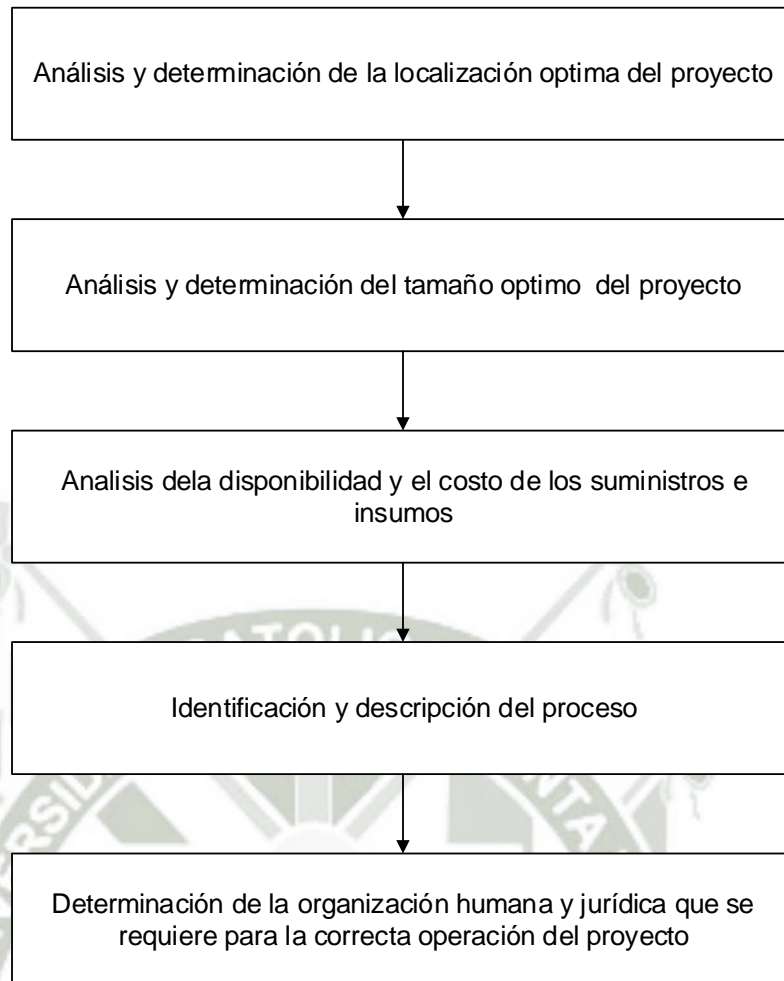 Análisis y determinación de la localización optima del proyecto
Análisis y determinación del tamaño optimo del proyecto
Analisis dela disponibilidad y el costo de los suministros e
insumos
Identificación y descripción del proceso
Determinación de la organización humana y jurídica que se
requiere para la correcta operación del proyecto